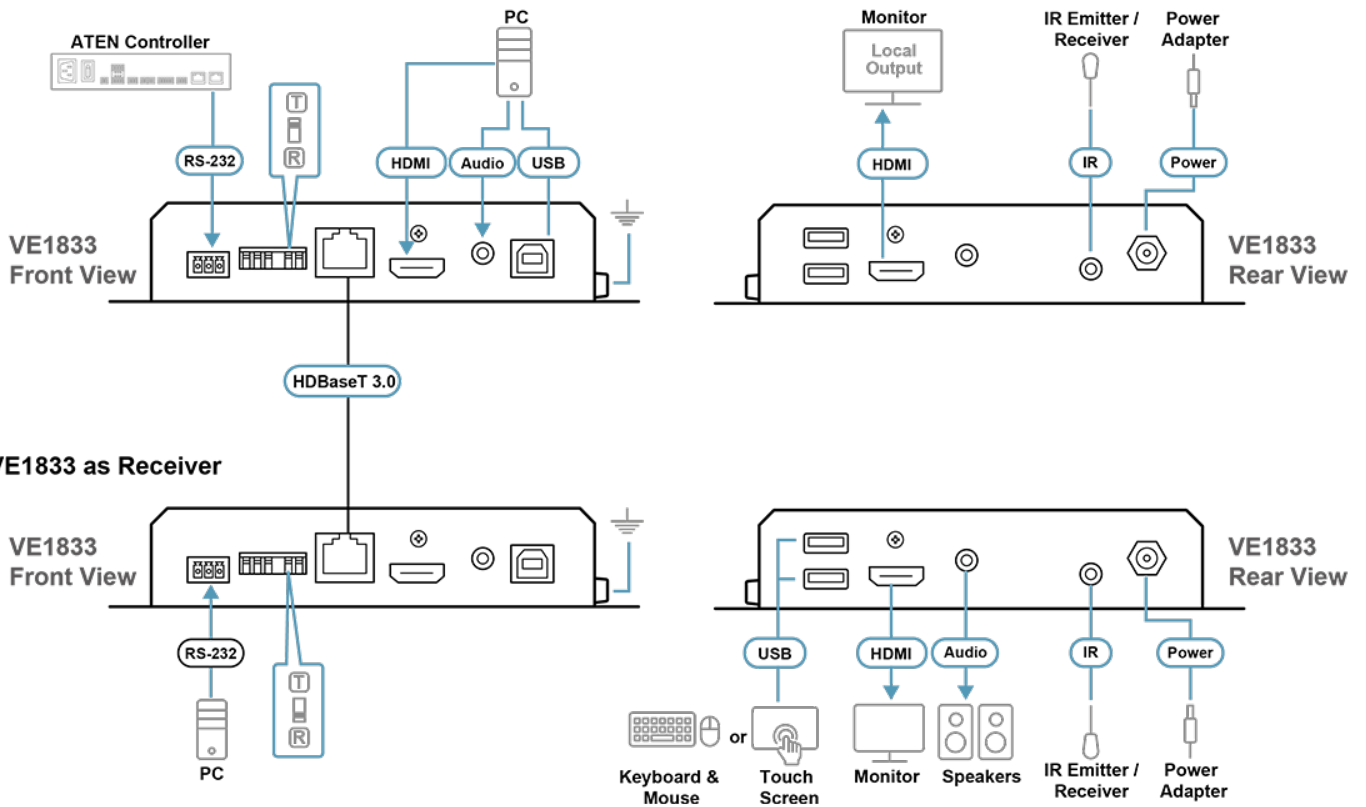 PC
Monitor
IR Emitter /
Receiver
Power
Adapter
ATEN Controller
Local
Output
T
R
RS-232
HDMI
Audio
USB
HDMI
IR
Power
VE1833
Front View
VE1833
Rear View
HDBaseT 3.0
VE1833 as Receiver
VE1833
Front View
VE1833
Rear View
RS-232
T
R
PC
USB
HDMI
Audio
IR
Power
or
Keyboard &
Mouse
Touch
Screen
Monitor
Speakers
IR Emitter /
Receiver
Power
Adapter